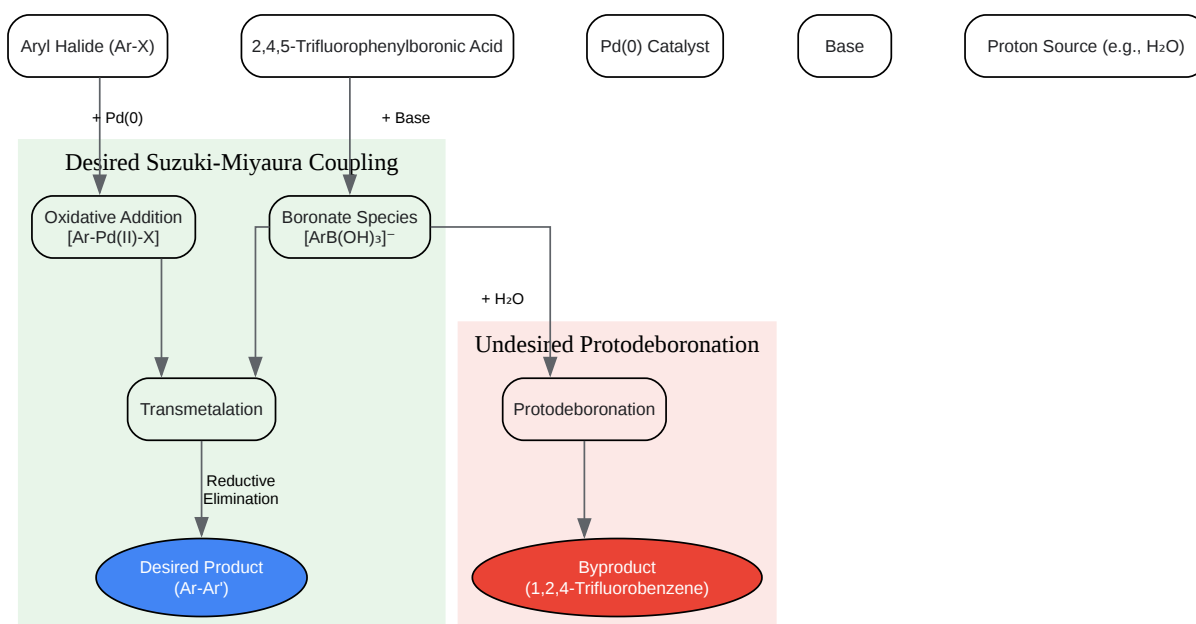 Aryl Halide (Ar-X)
2,4,5-Trifluorophenylboronic Acid
Pd(0) Catalyst
Base
Proton Source (e.g., H₂O)
+ Pd(0)
+ Base
Desired Suzuki-Miyaura Coupling
Oxidative Addition
[Ar-Pd(II)-X]
Boronate Species
[ArB(OH)₃]⁻
+ H₂O
Undesired Protodeboronation
Transmetalation
Protodeboronation
Reductive
Elimination
Desired Product
(Ar-Ar')
Byproduct
(1,2,4-Trifluorobenzene)